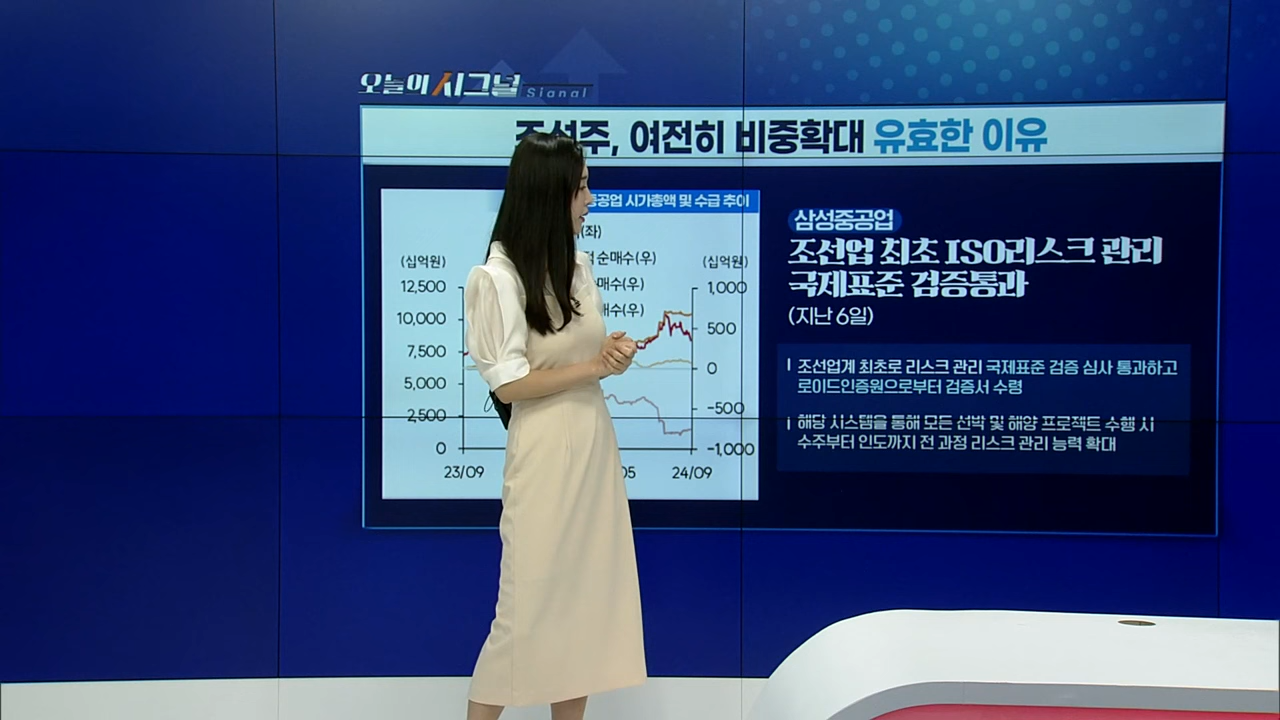 오늘의 시그널 Signal
조선주, 여전히 비중확대 유효한 이유
중공업 시가총액 및 수급 추이
(좌)
순매수(우)
매수(우)
매수(우)
(십억원)
(십억원)
12,500
10,000
7,500
5,000
2,500
0
1,000
500
0
-500
-1,000
23/09
05
24/09
삼성중공업
조선업 최초 ISO리스크 관리
국제표준 검증통과
(지난 6일)
조선업계 최초로 리스크 관리 국제표준 검증 심사 통과하고
로이드인증원으로부터 검증서 수령
해당 시스템을 통해 모든 선박 및 해양 프로젝트 수행 시
수주부터 인도까지 전 과정 리스크 관리 능력 확대